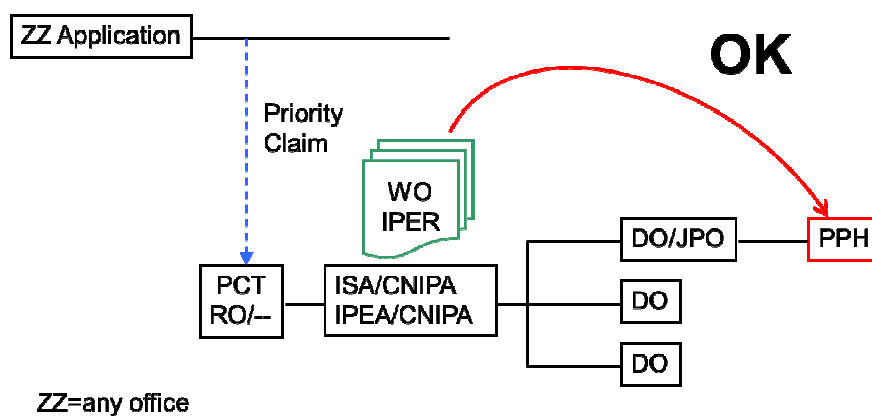 ZZ Application
OK
Priority
Claim
WO
IPER
DO/JPO
PPH
PCT
RO/--
ISA/CNIPA
IPEA/CNIPA
DO
DO
ZZ=any office